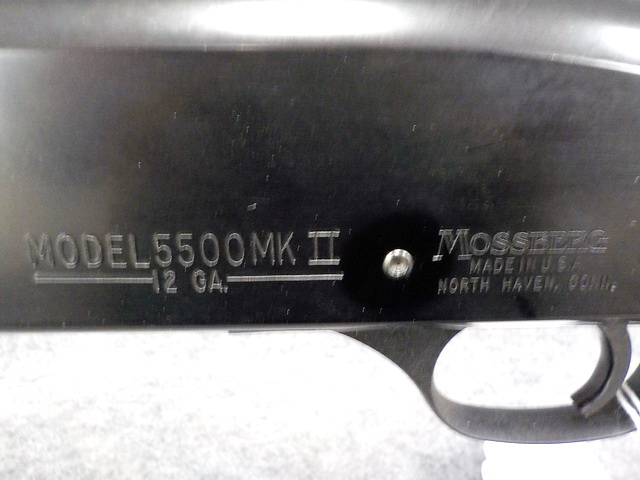 MODEL 5500 MK II
12 GA.
MOSSBERG
MADE IN U.S.A.
NORTH HAVEN, CONN.